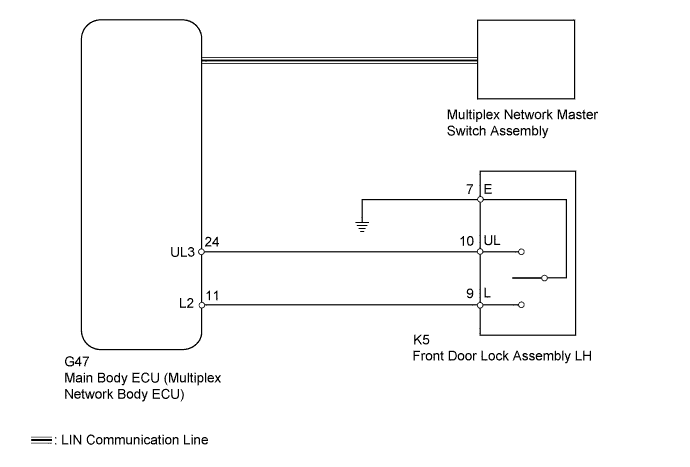 Multiplex Network Master
Switch Assembly
7 E
24
10 UL
UL3
11
9 L
L2
K5
Front Door Lock Assembly LH
G47
Main Body ECU (Multiplex
Network Body ECU)
: LIN Communication Line